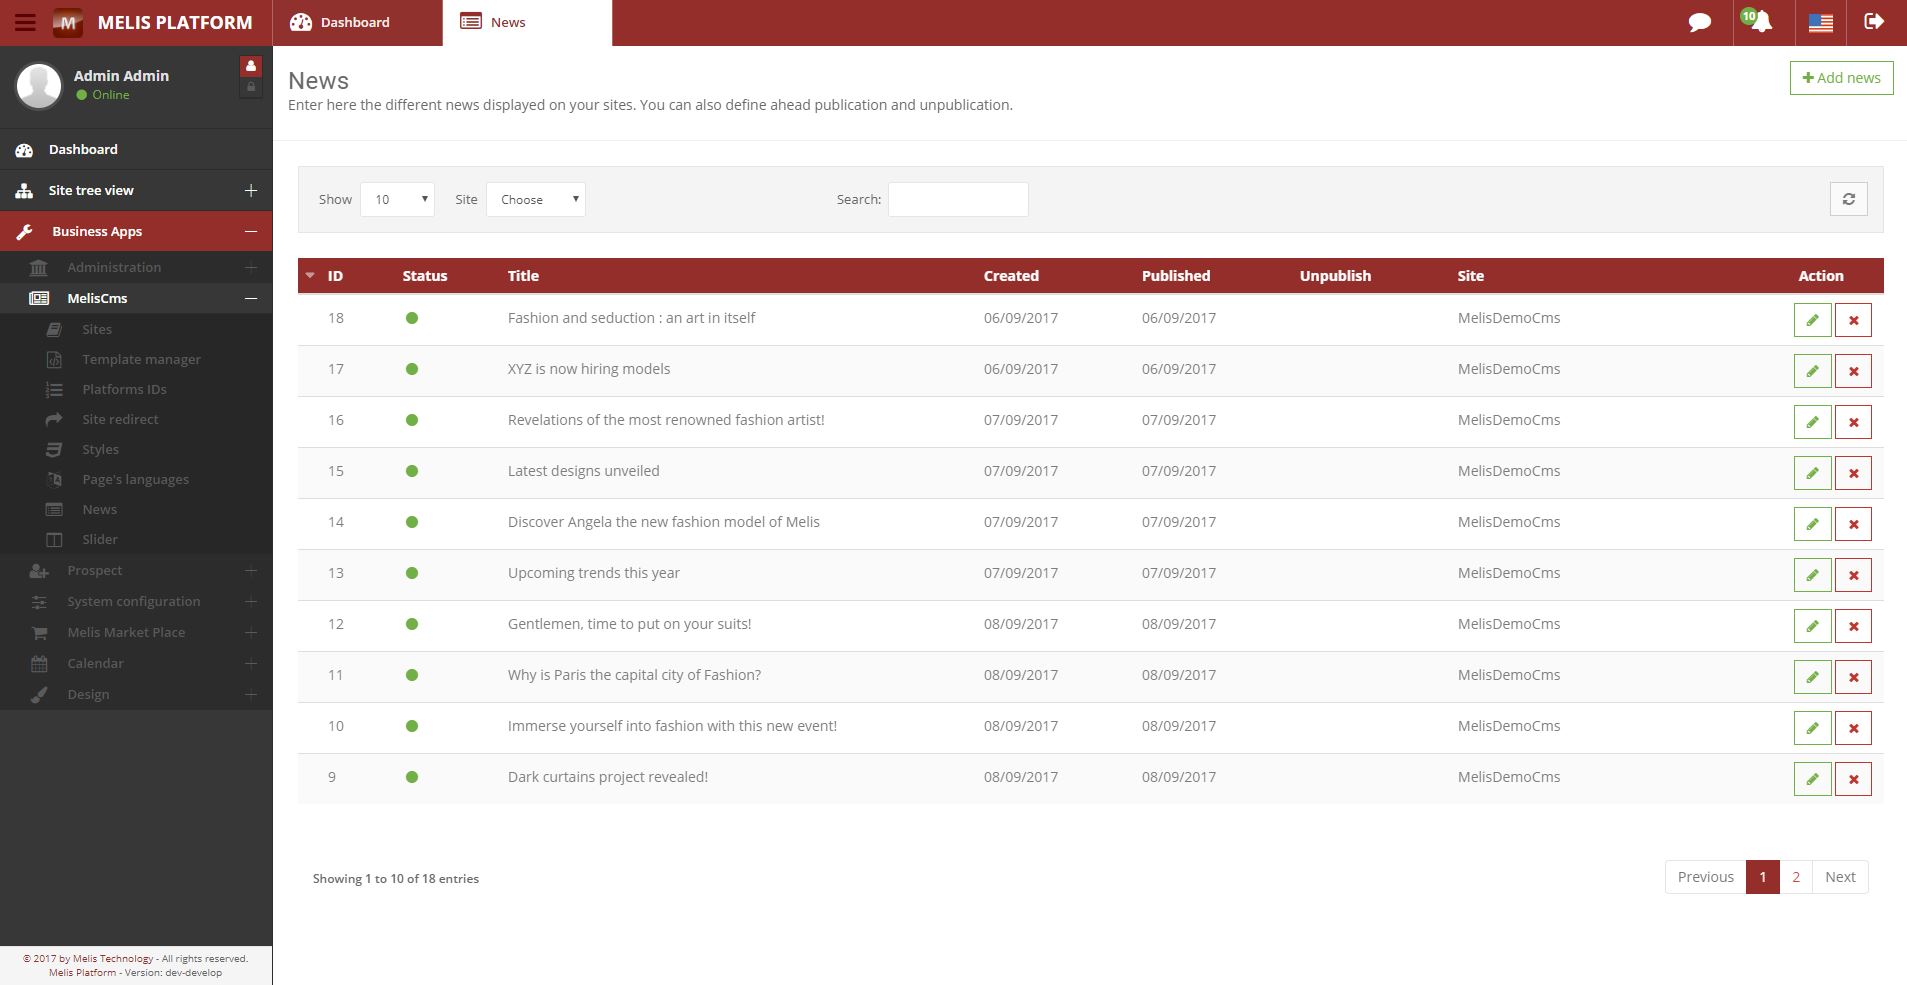 MELIS PLATFORM
Dashboard
News
10
Admin Admin
Online
Dashboard
Site tree view
Business Apps
Administration
MelisCms
Sites
Template manager
Platforms IDs
Site redirect
Styles
Page's languages
News
Slider
Prospect
System configuration
Melis Market Place
Calendar
Design
© 2017 by Melis Technology - All rights reserved.
Melis Platform - Version: dev-develop
News
Enter here the different news displayed on your sites. You can also define ahead publication and unpublication.
Add news
Show 10 Site Choose Search:
ID Status Title Created Published Unpublish Site Action
18 Fashion and seduction : an art in itself 06/09/2017 06/09/2017 MelisDemoCms
17 XYZ is now hiring models 06/09/2017 06/09/2017 MelisDemoCms
16 Revelations of the most renowned fashion artist! 07/09/2017 07/09/2017 MelisDemoCms
15 Latest designs unveiled 07/09/2017 07/09/2017 MelisDemoCms
14 Discover Angela the new fashion model of Melis 07/09/2017 07/09/2017 MelisDemoCms
13 Upcoming trends this year 07/09/2017 07/09/2017 MelisDemoCms
12 Gentlemen, time to put on your suits! 08/09/2017 08/09/2017 MelisDemoCms
11 Why is Paris the capital city of Fashion? 08/09/2017 08/09/2017 MelisDemoCms
10 Immerse yourself into fashion with this new event! 08/09/2017 08/09/2017 MelisDemoCms
9 Dark curtains project revealed! 08/09/2017 08/09/2017 MelisDemoCms
Showing 1 to 10 of 18 entries
Previous 1 2 Next